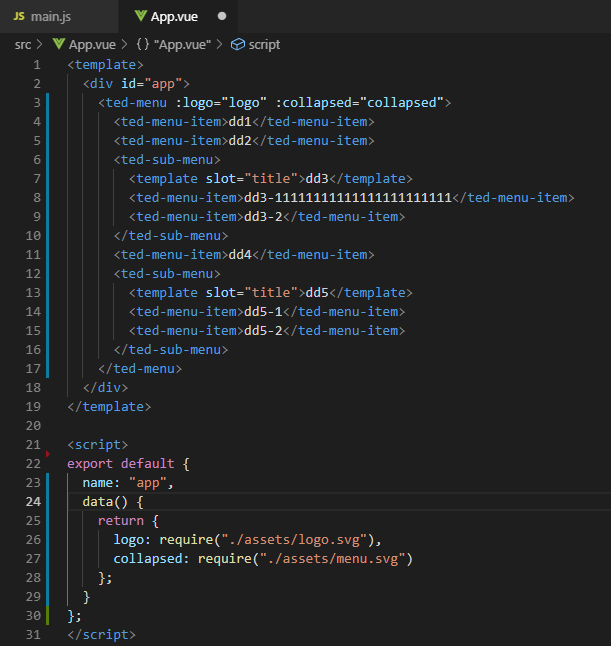 JS main.js App.vue
src > App.vue > {} "App.vue" > script
1 <template>
2 <div id="app">
3 <ted-menu :logo="logo" :collapsed="collapsed">
4 <ted-menu-item>dd1</ted-menu-item>
5 <ted-menu-item>dd2</ted-menu-item>
6 <ted-sub-menu>
7 <template slot="title">dd3</template>
8 <ted-menu-item>dd3-11111111111111111111111</ted-menu-item>
9 <ted-menu-item>dd3-2</ted-menu-item>
10 </ted-sub-menu>
11 <ted-menu-item>dd4</ted-menu-item>
12 <ted-sub-menu>
13 <template slot="title">dd5</template>
14 <ted-menu-item>dd5-1</ted-menu-item>
15 <ted-menu-item>dd5-2</ted-menu-item>
16 </ted-sub-menu>
17 </ted-menu>
18 </div>
19 </template>
20
21 <script>
22 export default {
23 name: "app",
24 data() {
25 return {
26 logo: require("./assets/logo.svg"),
27 collapsed: require("./assets/menu.svg")
28 };
29 }
30 };
31 </script>